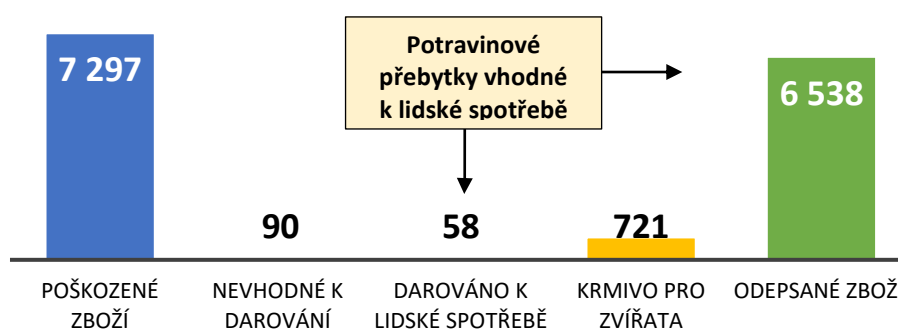 7 297
Potravinové
přebytky vhodné
k lidské spotřebě
6 538
90
58
721
POŠKOZENÉ
ZBOŽÍ
NEVHODNÉ K
DAROVÁNÍ
DAROVÁNO K
LIDSKÉ SPOTŘEBĚ
KRMIVO PRO
ZVÍŘATA
ODEPSANÉ ZBOŽ